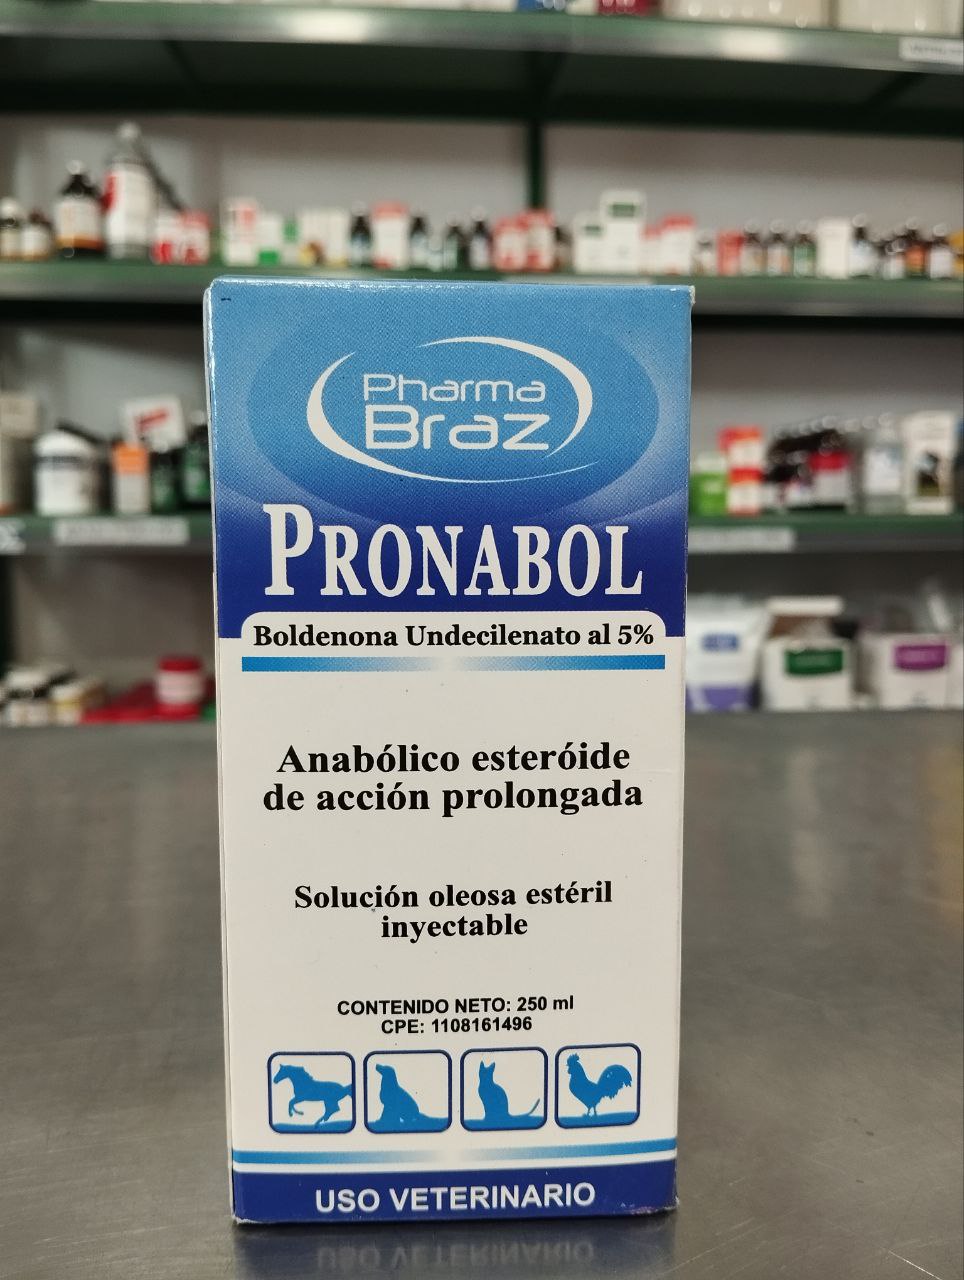 Pharma
Braz
PRONABOL
Boldenona Undecilenato al 5%
Anabólico esteróide
de acción prolongada
Solución oleosa estéril
inyectable
CONTENIDO NETO: 250 ml
CPE: 1108161496
USO VETERINARIO